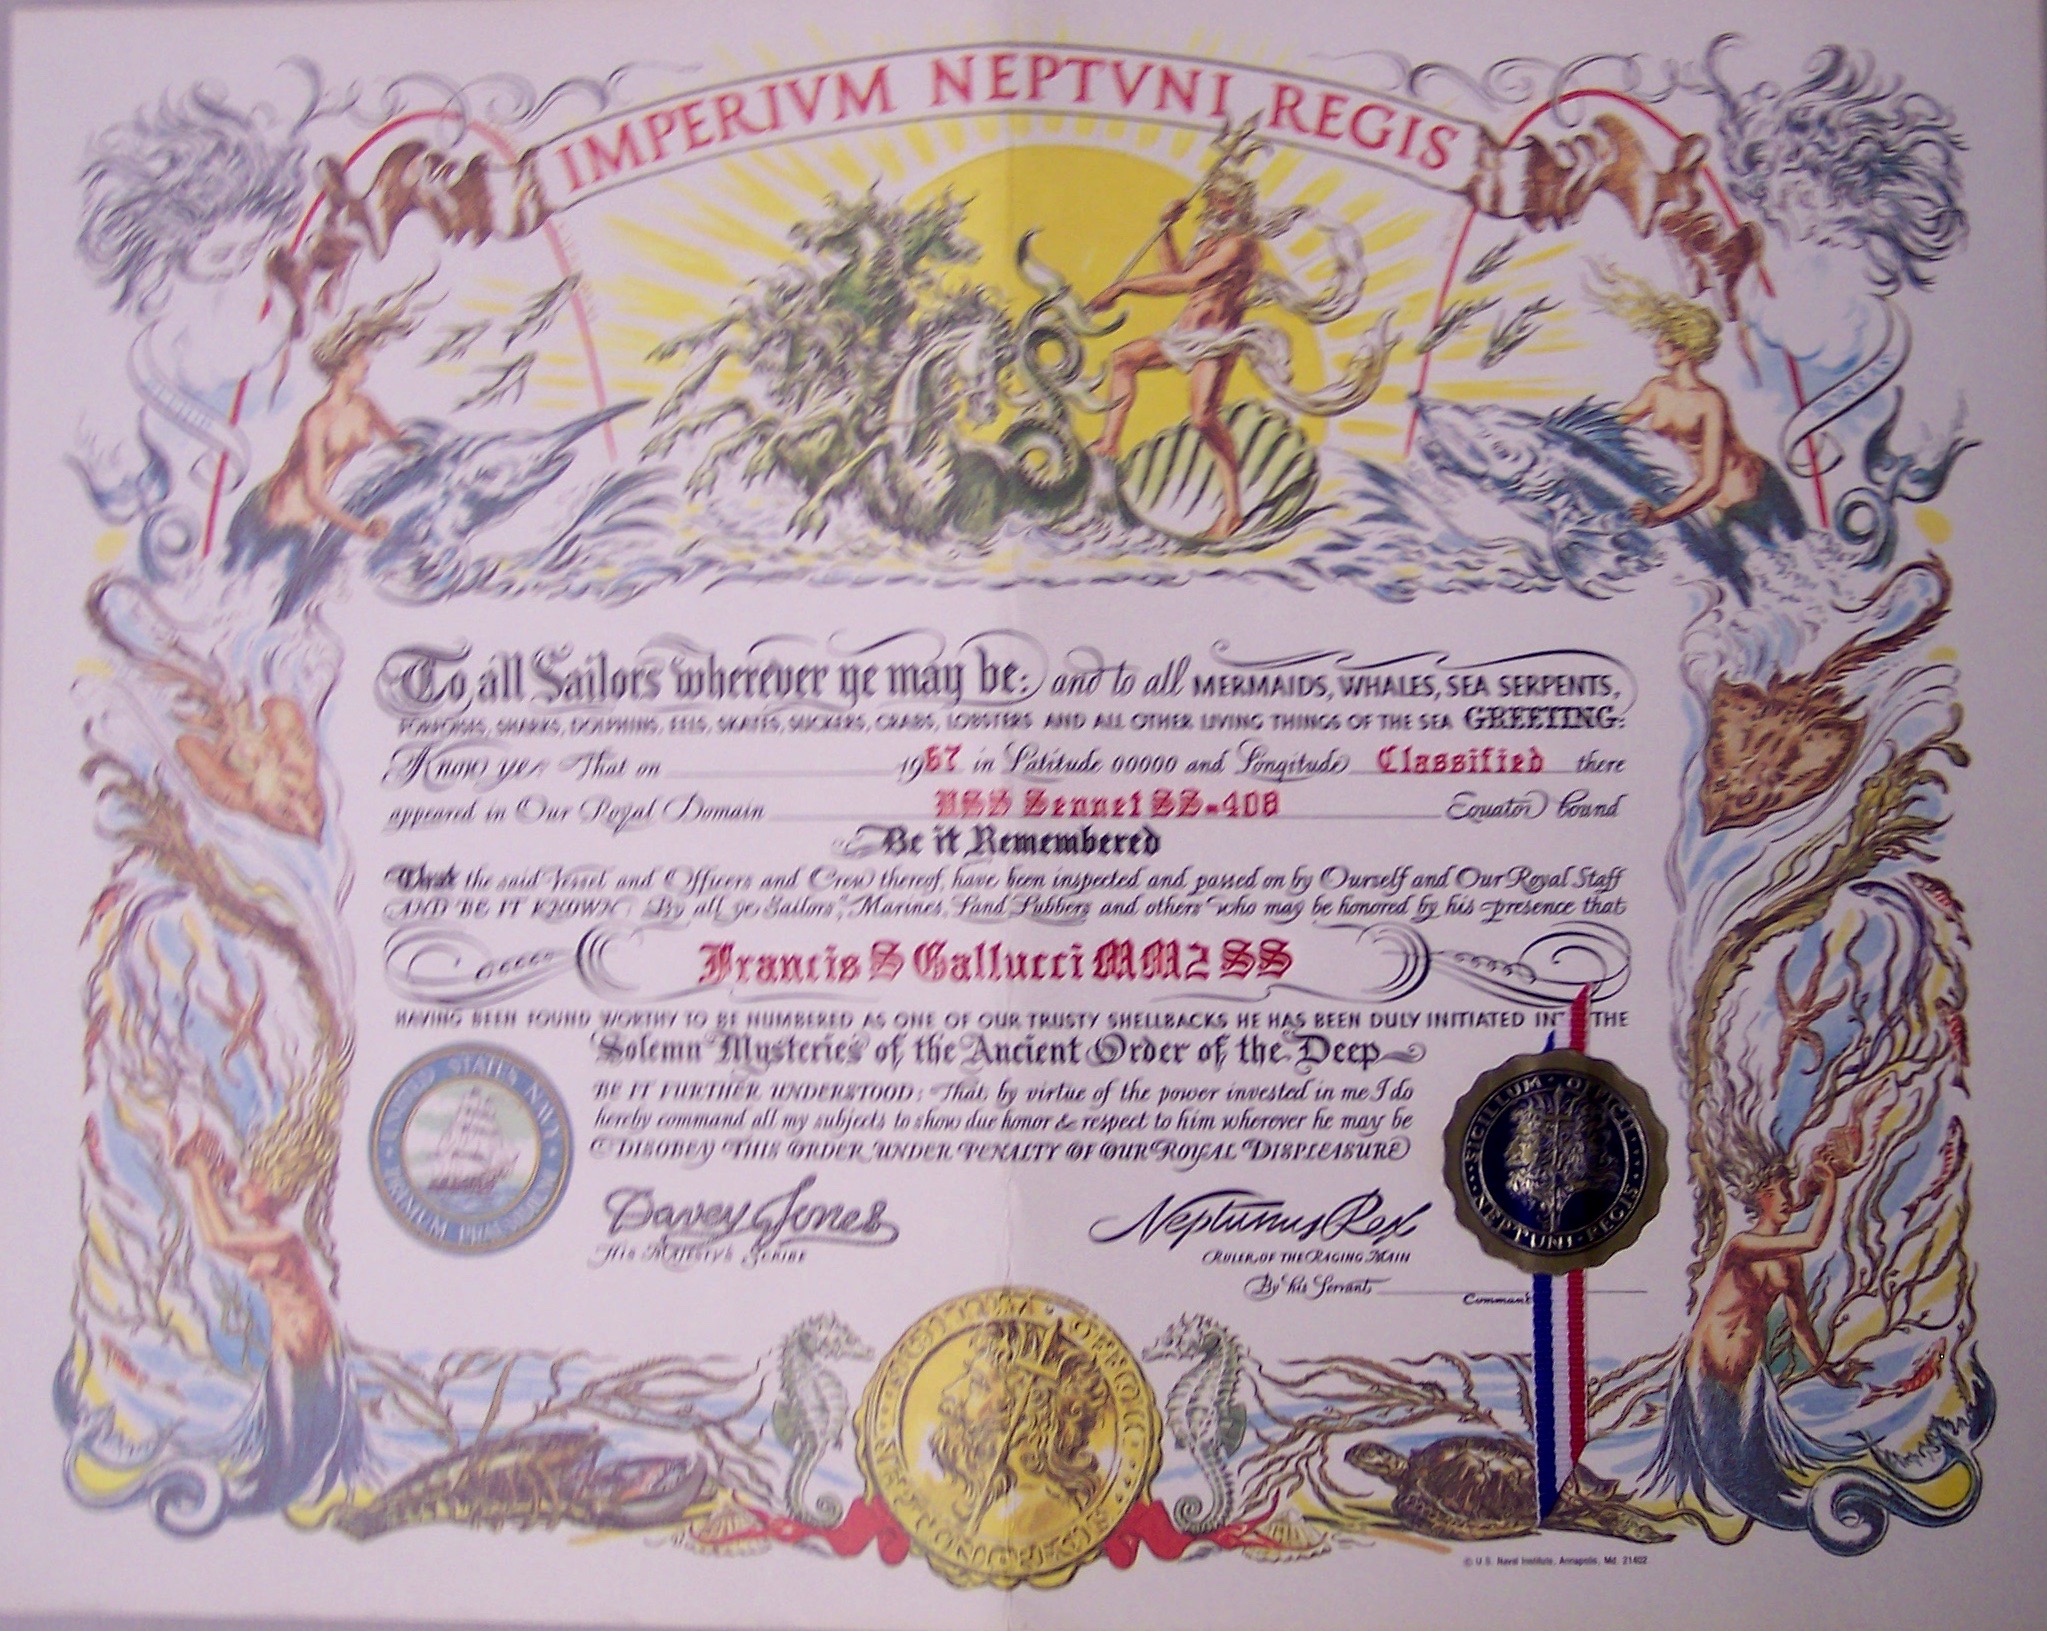 IMPERIVM NEPTVNI REGIS
To all Sailors wherever ye may be: and to all MERMAIDS, WHALES, SEA SERPENTS,
PORPOISES, SHARKS, DOLPHINS, EELS, SKATES, SUCKERS, CRABS, LOBSTERS AND ALL OTHER LIVING THINGS OF THE SEA GREETING:
Know ye: That on 1967 in Latitude 00000 and Longitude Classified there
appeared in Our Royal Domain USS Sennet SS-408 Equator bound
Be it Remembered
That the said Vessel and Officers and Crew thereof, have been inspected and passed on by Ourself and Our Royal Staff
AND BE IT KNOWN: By all ye Sailors, Marines, Land Lubbers and others who may be honored by his presence that
Francis S Gallucci MM2 SS
HAVING BEEN FOUND WORTHY TO BE NUMBERED AS ONE OF OUR TRUSTY SHELLBACKS HE HAS BEEN DULY INITIATED IN THE
Solemn Mysteries of the Ancient Order of the Deep
BE IT FURTHER UNDERSTOOD: That by virtue of the power invested in me I do
hereby command all my subjects to show due honor & respect to him wherever he may be
DISOBEY THIS ORDER UNDER PENALTY OF OUR ROYAL DISPLEASURE
UNITED STATES NAVY
SIGILLUM OFFICII
NEPTUNI REGIS
Davey Jones
His Majesty's Scribe
Neptunus Rex
RULER OF THE RAGING MAIN
By his Servant
Command
© U.S. Naval Institute, Annapolis, Md. 21402